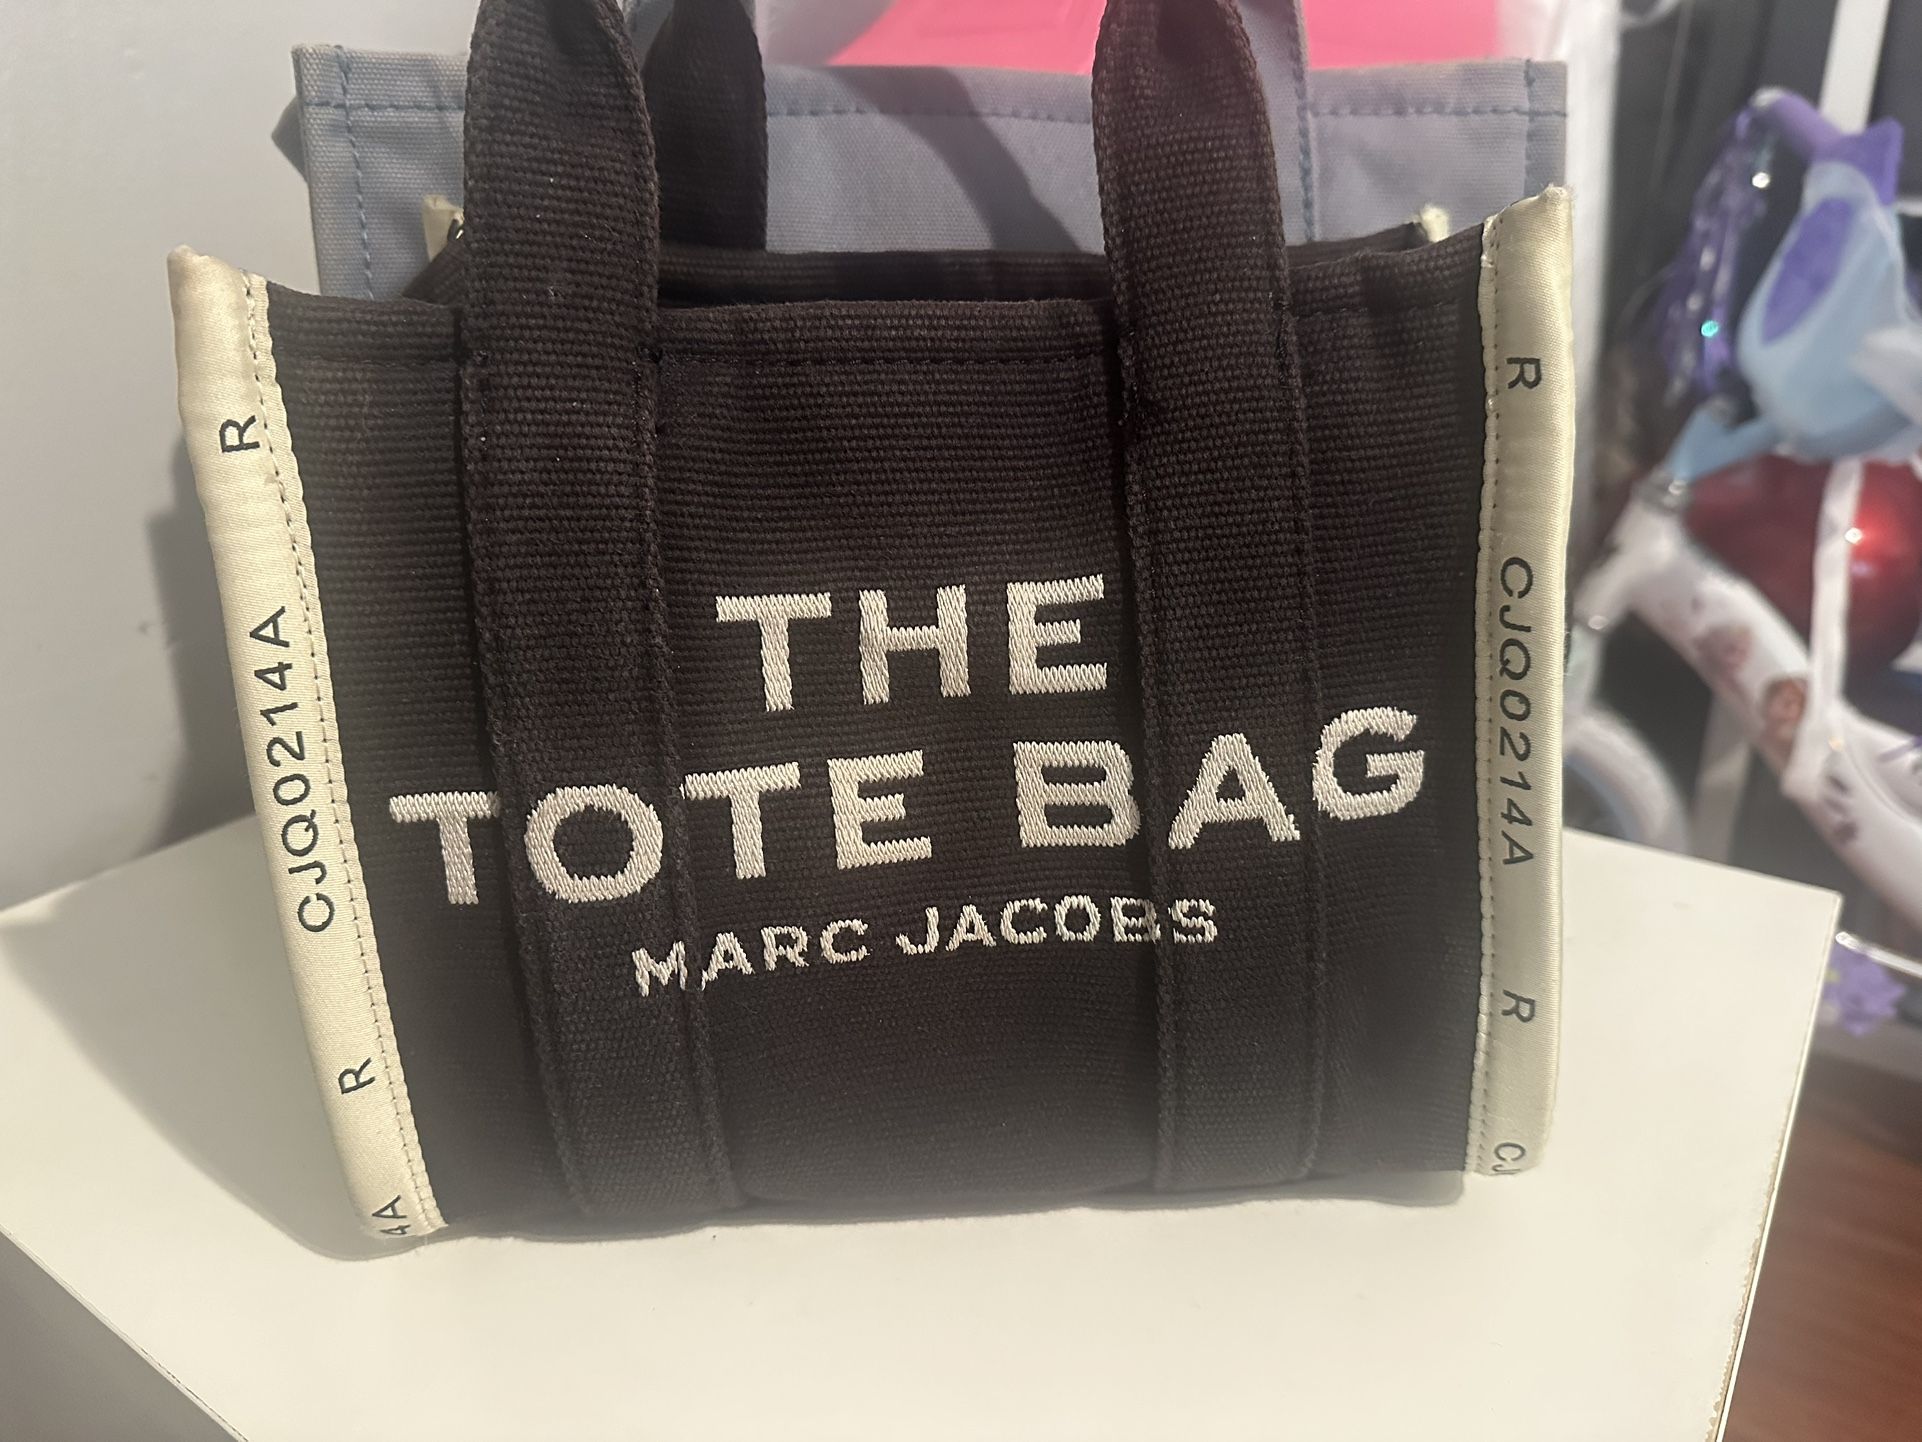 R
CJQ0214A
R
4A
THE
TOTE BAG
MARC JACOBS
R
CJQ0214A
R
CJ